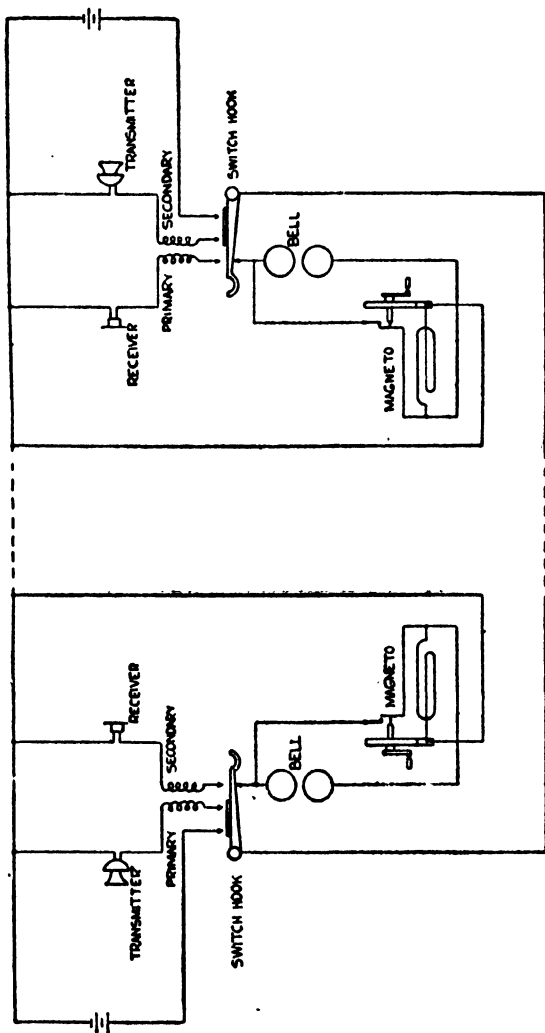 TRANSMITTER
RECEIVER
RECEIVER
TRANSMITTER
PRIMARY
SECONDARY
PRIMARY
SECONDARY
SWITCH HOOK
SWITCH HOOK
BELL
BELL
MAGNETO
MAGNETO